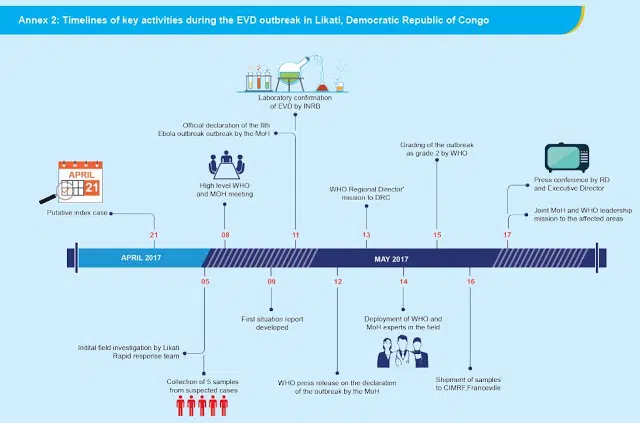 Annex 2: Timelines of key activities during the EVD outbreak in Likati, Democratic Republic of Congo
Laboratory confirmation
of EVD by INRB
Official declaration of the 8th
Ebola outbreak outbreak by the MoH
Grading of the outbreak
as grade 2 by WHO
APRIL
21
High level WHO
and MOH meeting
WHO Regional Director'
mission to DRC
Press conference by RD
and Executive Director
Putative index case
Joint MoH and WHO leadership
mission to the affected areas
21
08
11
13
15
17
APRIL 2017
MAY 2017
05
09
12
14
16
First situation report
developed
Deployment of WHO and
MoH experts in the field
Initital field investigation by Likati
Rapid response team
Collection of 5 samples
from suspected cases
WHO press release on the declaration
of the outbreak by the MoH
Shipment of samples
to CIMRF,Franceville